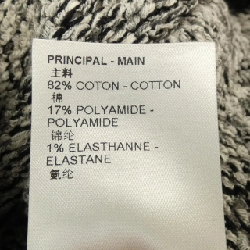 PRINCIPAL - MAIN
主料
82% COTON - COTTON
棉
17% POLYAMIDE -
POLYAMIDE
锦纶
1% ELASTHANNE -
ELASTANE
氨纶